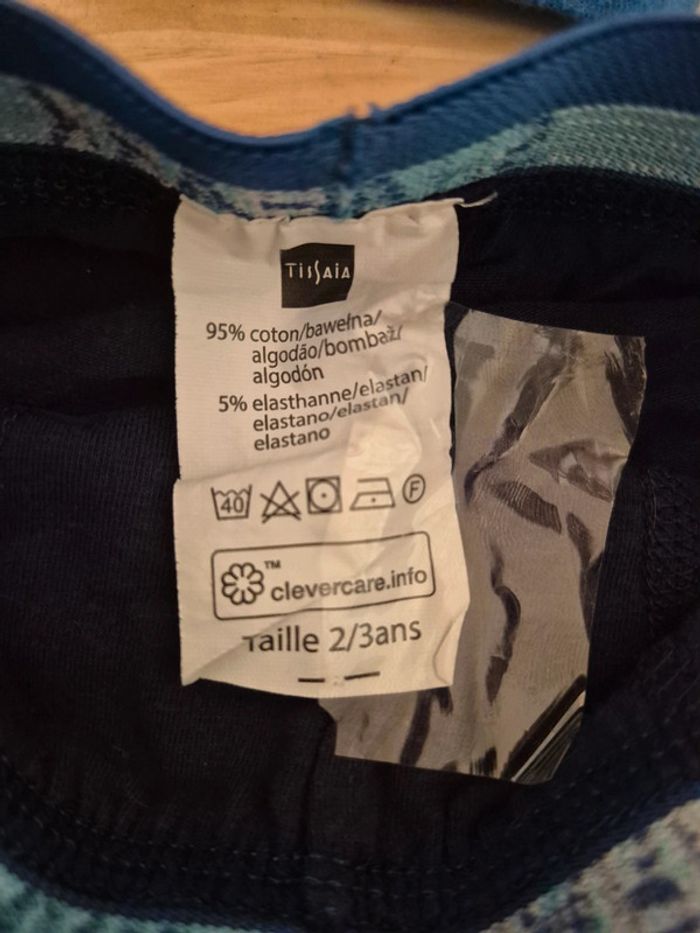 TISSAIA
95% coton/bawełna/
algodão/bombaž/
algodón
5% elasthanne/elastan/
elastano/elastan/
elastano
40
F
™
clevercare.info
Taille 2/3ans